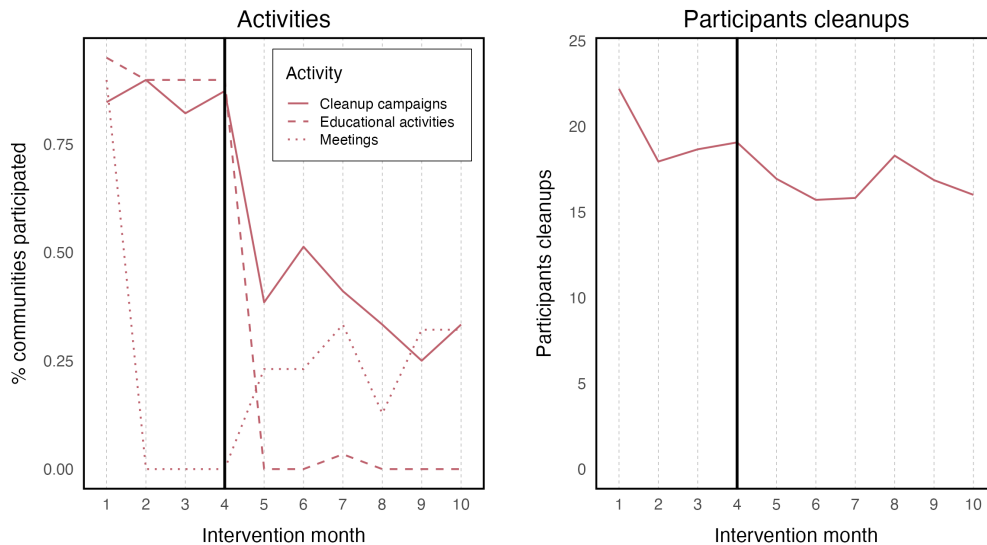 Activities
% communities participated
0.75
0.50
0.25
0.00
Activity
Cleanup campaigns
Educational activities
Meetings
1 2 3 4 5 6 7 8 9 10
Intervention month
Participants cleanups
Participants cleanups
25
20
15
10
5
0
1 2 3 4 5 6 7 8 9 10
Intervention month